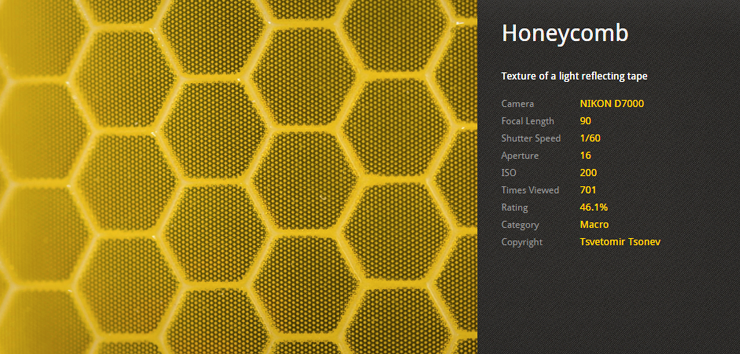 Honeycomb
Texture of a light reflecting tape
Camera NIKON D7000
Focal Length 90
Shutter Speed 1/60
Aperture 16
ISO 200
Times Viewed 701
Rating 46.1%
Category Macro
Copyright Tsvetomir Tsonev